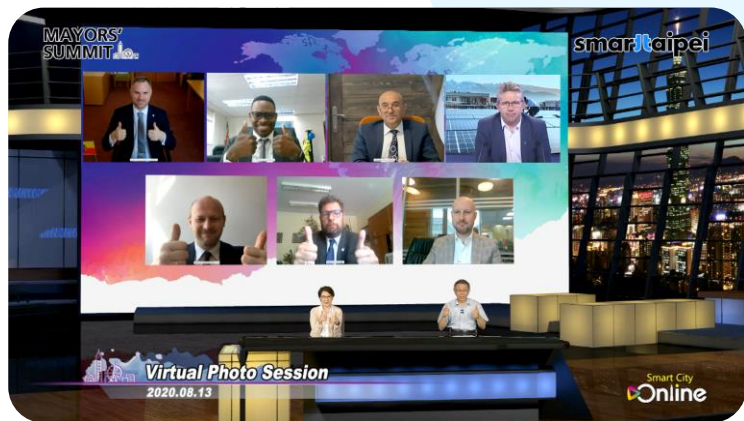 MAYORS'
SUMMIT
smartaipei
Virtual Photo Session
2020.08.13
Smart City
Online